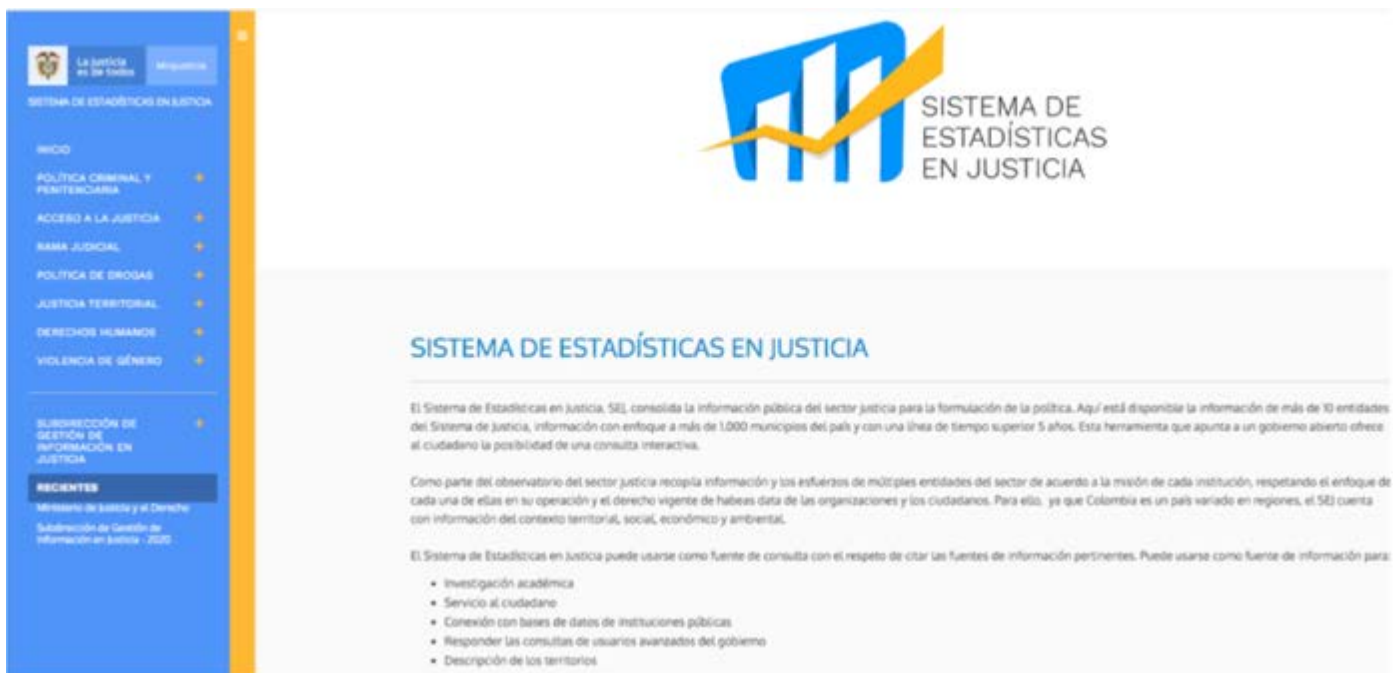 La justicia
es de todos
Minjusticia
SISTEMA DE ESTADÍSTICAS EN JUSTICIA
INICIO
POLÍTICA CRIMINAL Y
PENITENCIARIA
ACCESO A LA JUSTICIA
RAMA JUDICIAL
POLÍTICA DE DROGAS
JUSTICIA TERRITORIAL
DERECHOS HUMANOS
VIOLENCIA DE GÉNERO
SUBDIRECCIÓN DE
GESTIÓN DE
INFORMACIÓN EN
JUSTICIA
RECIENTES
Ministerio de Justicia y el Derecho
Subdirección de Gestión de
Información en Justicia - 2020
SISTEMA DE
ESTADÍSTICAS
EN JUSTICIA
SISTEMA DE ESTADÍSTICAS EN JUSTICIA
El Sistema de Estadísticas en Justicia, SEJ, consolida la información pública del sector justicia para la formulación de la política. Aquí está disponible la información de más de 10 entidades
del Sistema de Justicia, información con enfoque a más de 1.000 municipios del país y con una línea de tiempo superior 5 años. Esta herramienta que apunta a un gobierno abierto ofrece
al ciudadano la posibilidad de una consulta interactiva.
Como parte del observatorio del sector justicia recopila información y los esfuerzos de múltiples entidades del sector de acuerdo a la misión de cada institución, respetando el enfoque de
cada una de ellas en su operación y el derecho vigente de habeas data de las organizaciones y los ciudadanos. Para ello, ya que Colombia es un país variado en regiones, el SEJ cuenta
con información del contexto territorial, social, económico y ambiental.
El Sistema de Estadísticas en Justicia puede usarse como fuente de consulta con el respeto de citar las fuentes de información pertinentes. Puede usarse como fuente de información para:
• Investigación académica
• Servicio al ciudadano
• Conexión con bases de datos de instituciones públicas
• Responder las consultas de usuarios avanzados del gobierno
• Descripción de los territorios